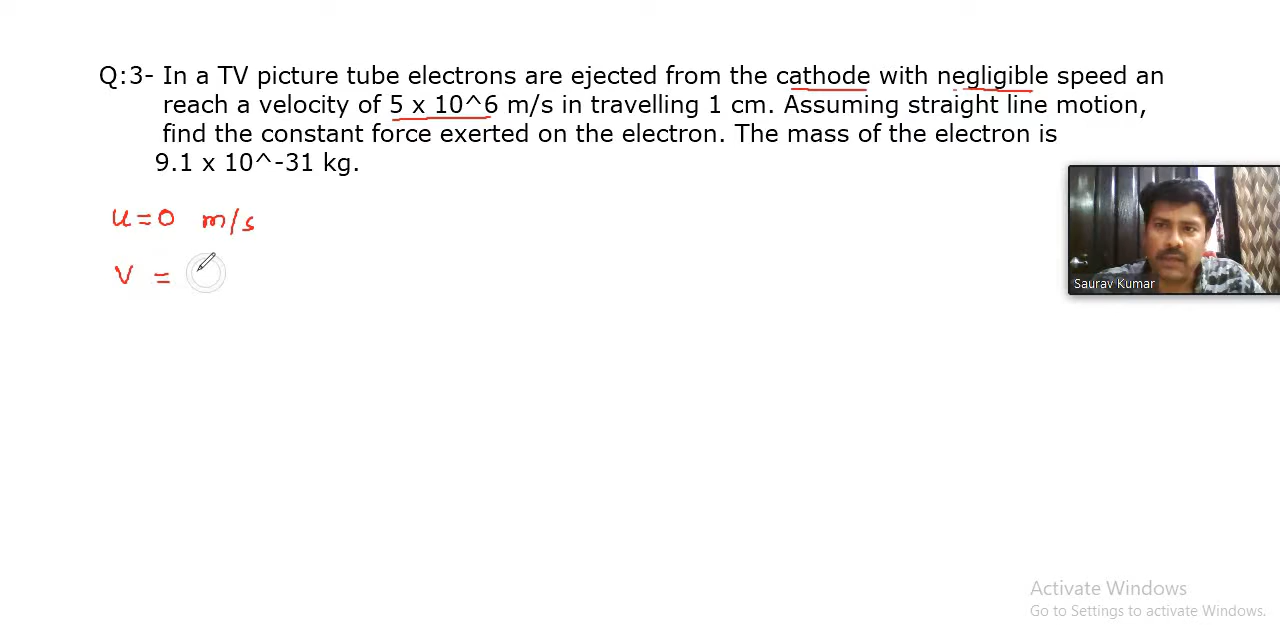 Q:3- In a TV picture tube electrons are ejected from the cathode with negligible speed an
reach a velocity of 5 x 10^6 m/s in travelling 1 cm. Assuming straight line motion,
find the constant force exerted on the electron. The mass of the electron is
9.1 x 10^-31 kg.
u=0 m/s
v =
Saurav Kumar
Activate Windows
Go to Settings to activate Windows.